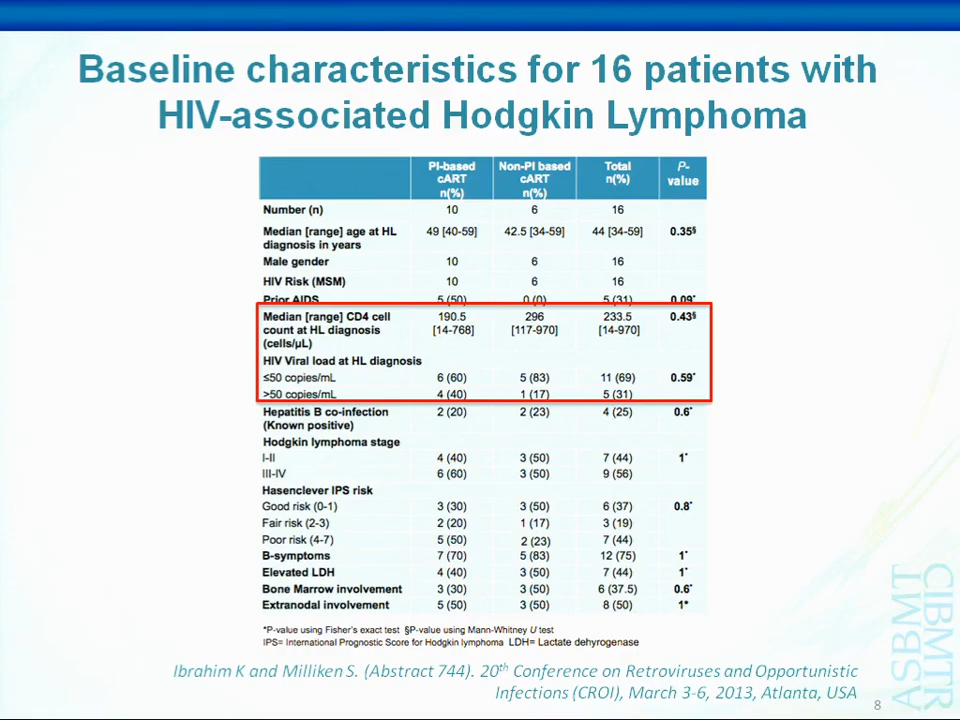 Baseline characteristics for 16 patients with
HIV-associated Hodgkin Lymphoma
PI-based cART n(%) Non-PI based cART n(%) Total n(%) P-value
Number (n) 10 6 16
Median [range] age at HL diagnosis in years 49 [40-59] 42.5 [34-59] 44 [34-59] 0.35§
Male gender 10 6 16
HIV Risk (MSM) 10 6 16
Prior AIDS 5 (50) 0 (0) 5 (31) 0.09*
Median [range] CD4 cell count at HL diagnosis (cells/µL) 190.5 [14-768] 296 [117-970] 233.5 [14-970] 0.43§
HIV Viral load at HL diagnosis
≤50 copies/mL 6 (60) 5 (83) 11 (69) 0.59*
>50 copies/mL 4 (40) 1 (17) 5 (31)
Hepatitis B co-infection (Known positive) 2 (20) 2 (23) 4 (25) 0.6*
Hodgkin lymphoma stage
I-II 4 (40) 3 (50) 7 (44) 1*
III-IV 6 (60) 3 (50) 9 (56)
Hasenclever IPS risk
Good risk (0-1) 3 (30) 3 (50) 6 (37) 0.8*
Fair risk (2-3) 2 (20) 1 (17) 3 (19)
Poor risk (4-7) 5 (50) 2 (23) 7 (44)
B-symptoms 7 (70) 5 (83) 12 (75) 1*
Elevated LDH 4 (40) 3 (50) 7 (44) 1*
Bone Marrow involvement 3 (30) 3 (50) 6 (37.5) 0.6*
Extranodal involvement 5 (50) 3 (50) 8 (50) 1*
*P-value using Fisher's exact test §P-value using Mann-Whitney U test
IPS= International Prognostic Score for Hodgkin lymphoma LDH= Lactate dehyrogenase
Ibrahim K and Milliken S. (Abstract 744). 20th Conference on Retroviruses and Opportunistic
Infections (CROI), March 3-6, 2013, Atlanta, USA
8
ASBMT
CIBMTR